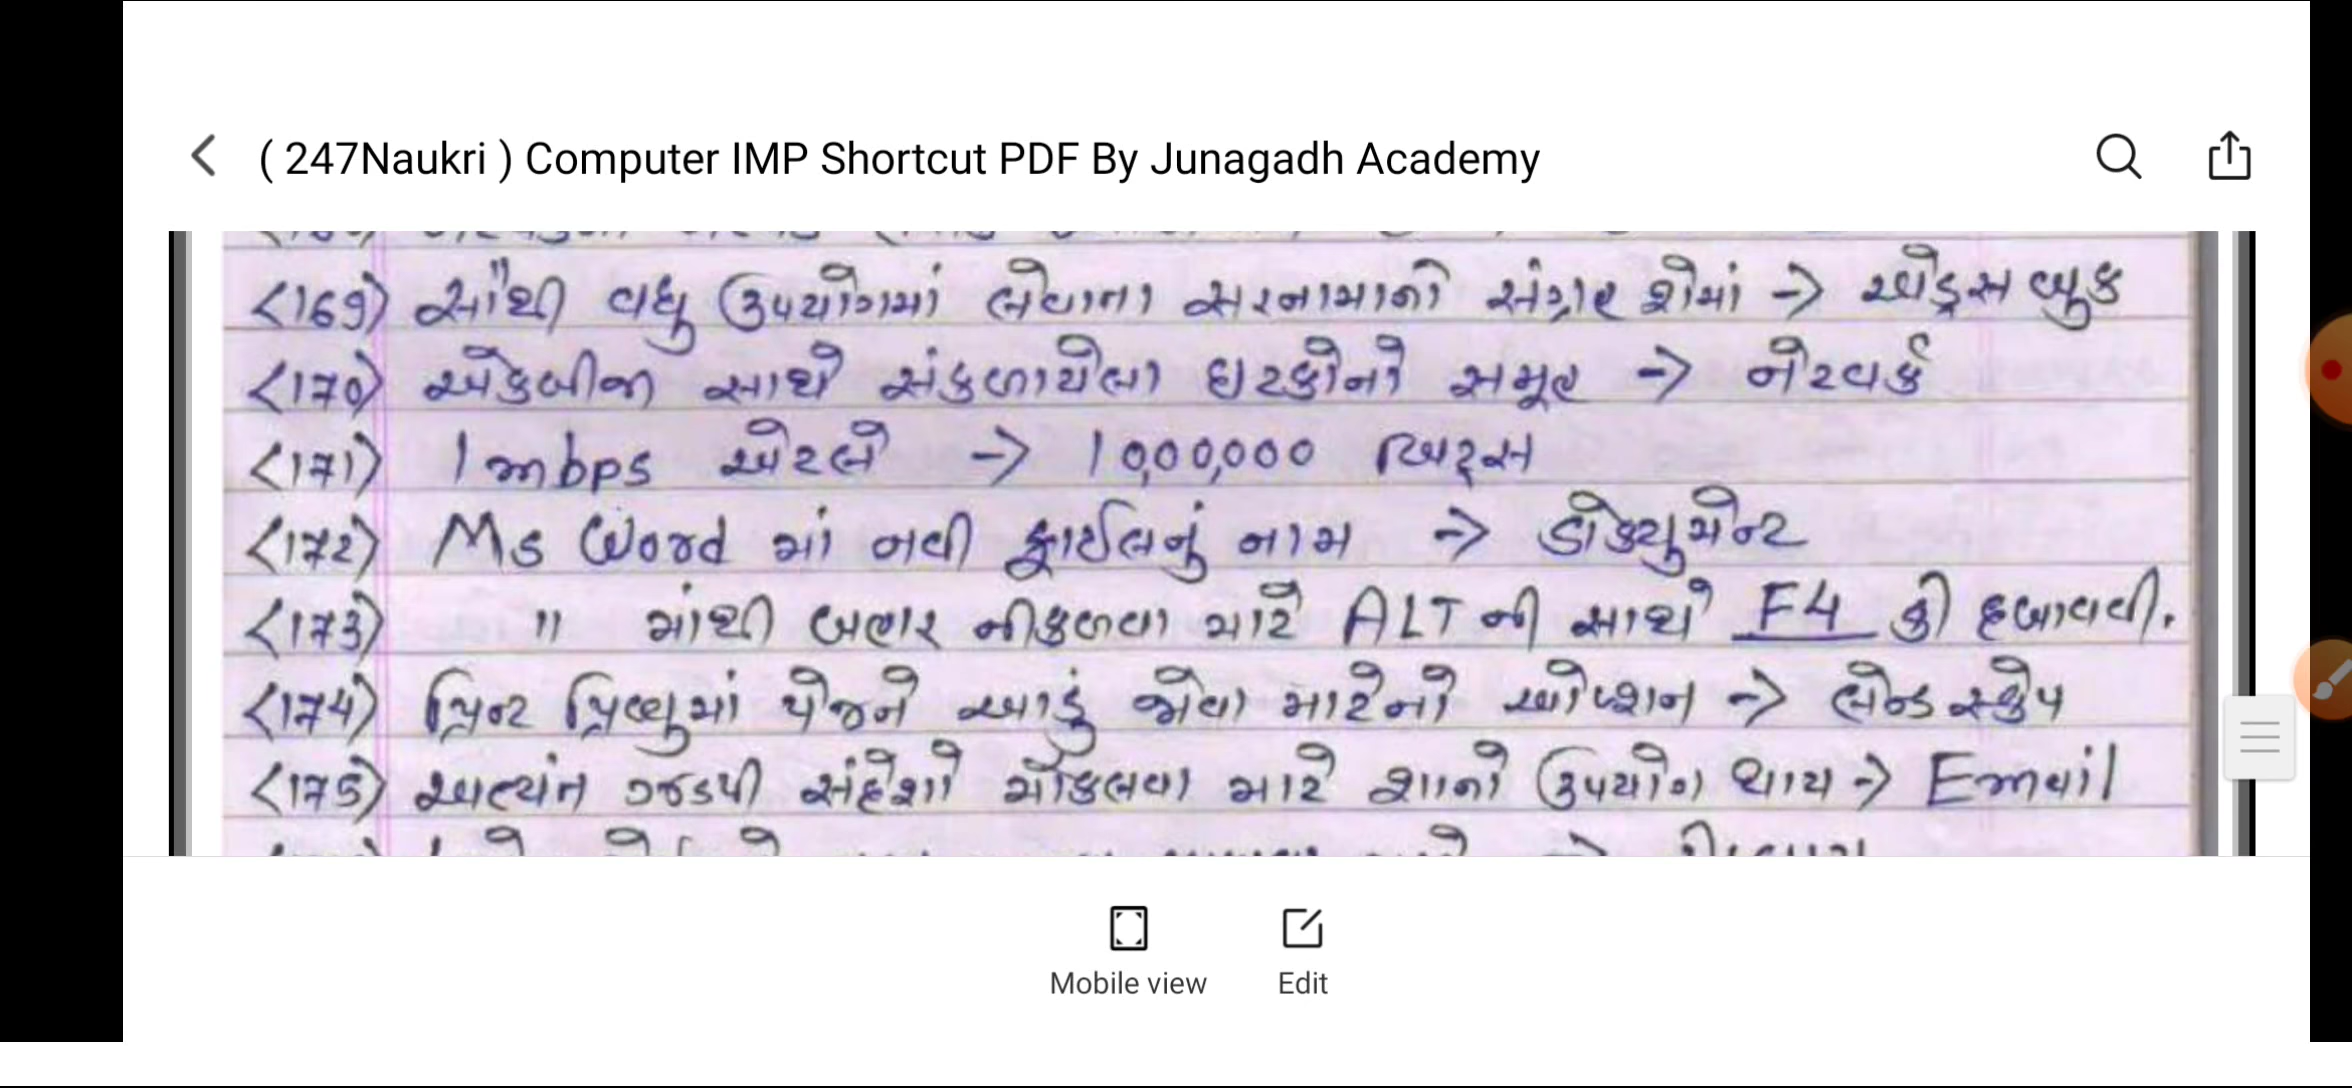 ( 247Naukri ) Computer IMP Shortcut PDF By Junagadh Academy
<169> સૌથી વધુ ઉપયોગમાં લેવાતા સરનામાનો સંગ્રહ શેમાં → એડ્રેસ બુક
<170> એકબીજા સાથે સંકળાયેલા ઘટકોનો સમૂહ → નેટવર્ક
<171> 1 mbps એટલે → 10,00,000 બિટ્સ
<172> Ms Word માં નવી ફાઈલનું નામ → ડોક્યુમેન્ટ
<173> " માંથી બહાર નીકળવા માટે ALT ની સાથે F4 કી દબાવવી.
<174> પ્રિન્ટ પ્રિવ્યુમાં પેજને આડું જોવા માટેનો ઓપ્શન → લેન્ડસ્કેપ
<175> અત્યંત ઝડપી સંદેશો મોકલવા માટે શાનો ઉપયોગ થાય → Email
Mobile view
Edit